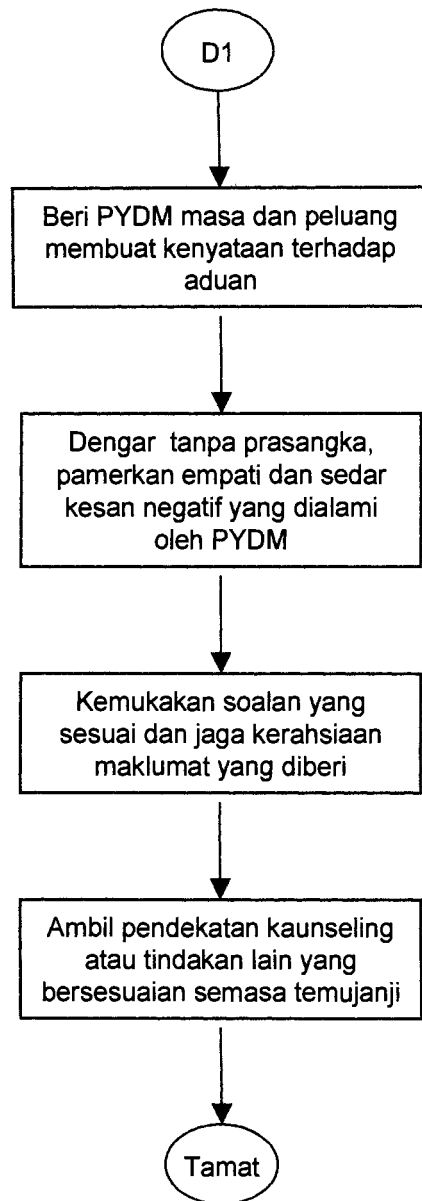 D1
Beri PYDM masa dan peluang
membuat kenyataan terhadap
aduan
Dengar tanpa prasangka,
pamerkan empati dan sedar
kesan negatif yang dialami
oleh PYDM
Kemukakan soalan yang
sesuai dan jaga kerahsiaan
maklumat yang diberi
Ambil pendekatan kaunseling
atau tindakan lain yang
bersesuaian semasa temujanji
Tamat